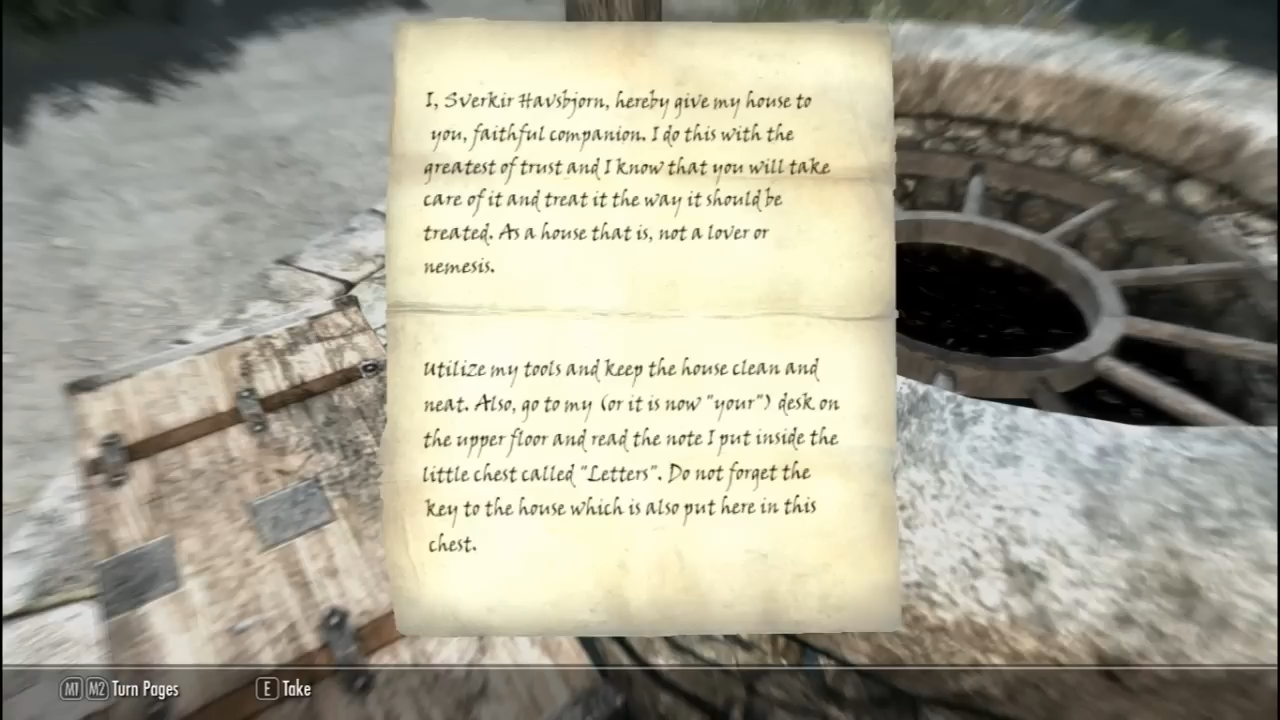 I, Sverkir Havsbjorn, hereby give my house to
you, faithful companion. I do this with the
greatest of trust and I know that you will take
care of it and treat it the way it should be
treated. As a house that is, not a lover or
nemesis.
Utilize my tools and keep the house clean and
neat. Also, go to my (or it is now "your") desk on
the upper floor and read the note I put inside the
little chest called "Letters". Do not forget the
key to the house which is also put here in this
chest.
M1 M2 Turn Pages E Take